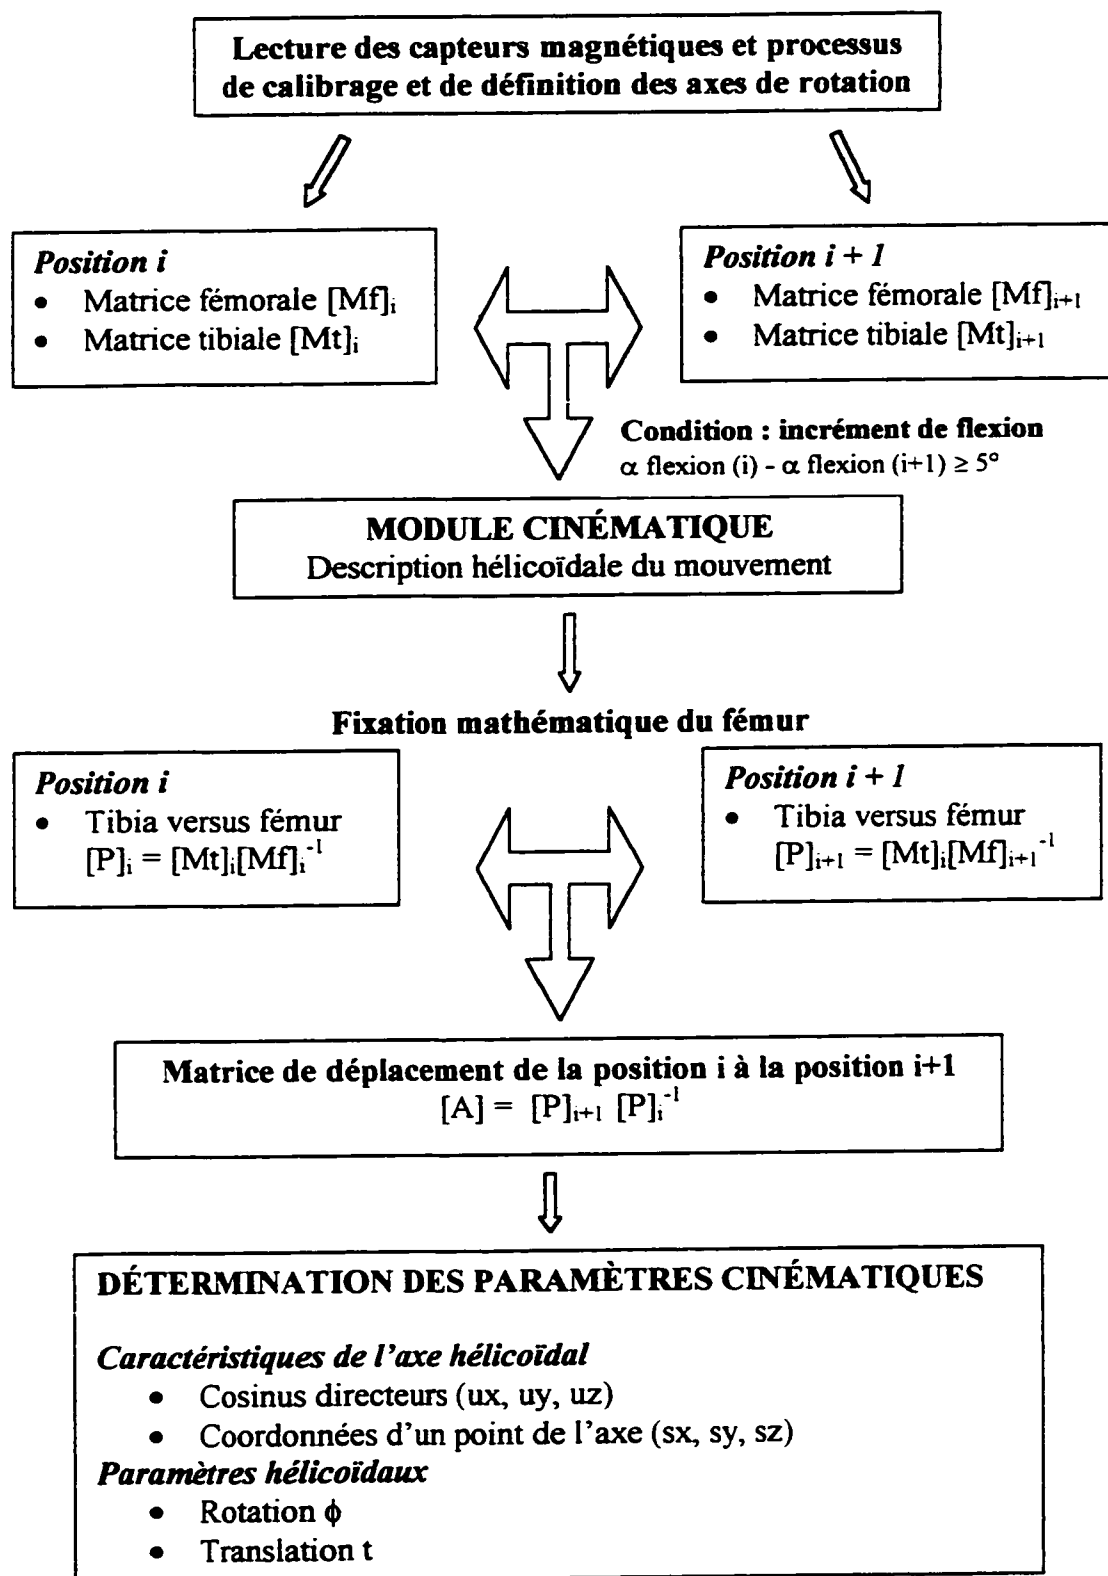 Lecture des capteurs magnétiques et processus
de calibrage et de définition des axes de rotation
Position i
• Matrice fémorale [Mf]i
• Matrice tibiale [Mt]i
Position i + 1
• Matrice fémorale [Mf]i+1
• Matrice tibiale [Mt]i+1
Condition : incrément de flexion
α flexion (i) - α flexion (i+1) ≥ 5°
MODULE CINÉMATIQUE
Description hélicoïdale du mouvement
Fixation mathématique du fémur
Position i
• Tibia versus fémur
[P]i = [Mt]i[Mf]i-1
Position i + 1
• Tibia versus fémur
[P]i+1 = [Mt]i[Mf]i+1-1
Matrice de déplacement de la position i à la position i+1
[A] = [P]i+1 [P]i-1
DÉTERMINATION DES PARAMÈTRES CINÉMATIQUES
Caractéristiques de l'axe hélicoïdal
• Cosinus directeurs (ux, uy, uz)
• Coordonnées d'un point de l'axe (sx, sy, sz)
Paramètres hélicoïdaux
• Rotation ϕ
• Translation t